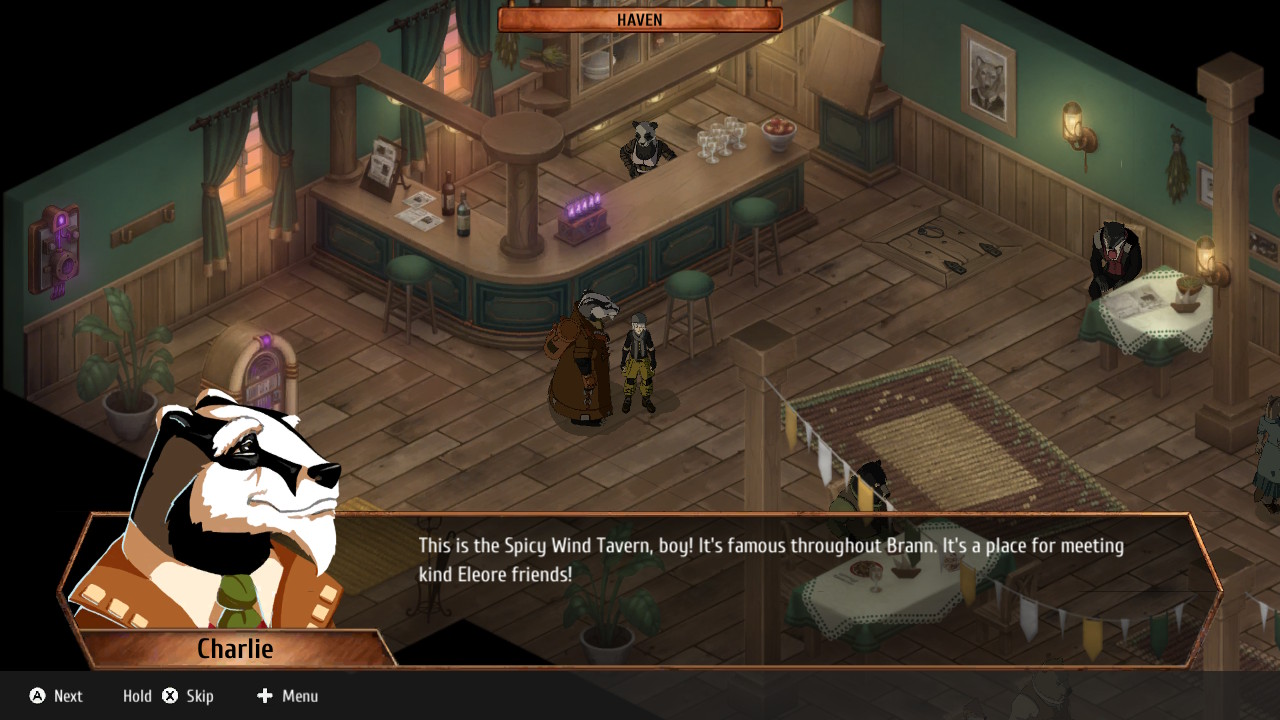 HAVEN
This is the Spicy Wind Tavern, boy! It's famous throughout Brann. It's a place for meeting
kind Eleore friends!
Charlie
A Next Hold X Skip + Menu